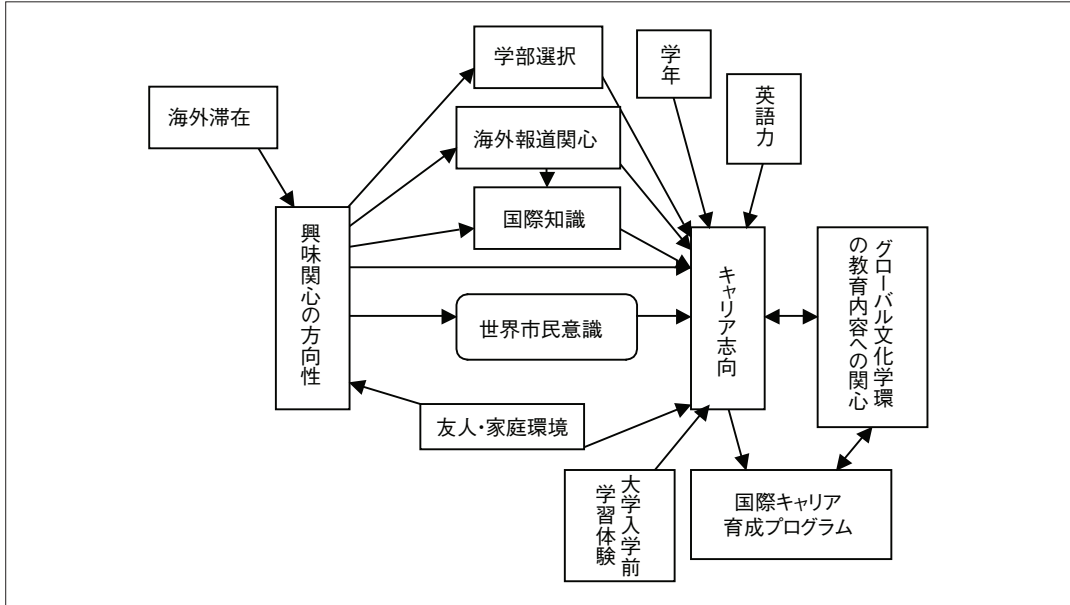 学部選択
学年
海外滞在
英語力
海外報道関心
国際知識
興味関心の方向性
キャリア志向
グローバル文化学環
の教育内容への関心
世界市民意識
友人・家庭環境
大学入学前
学習体験
国際キャリア
育成プログラム